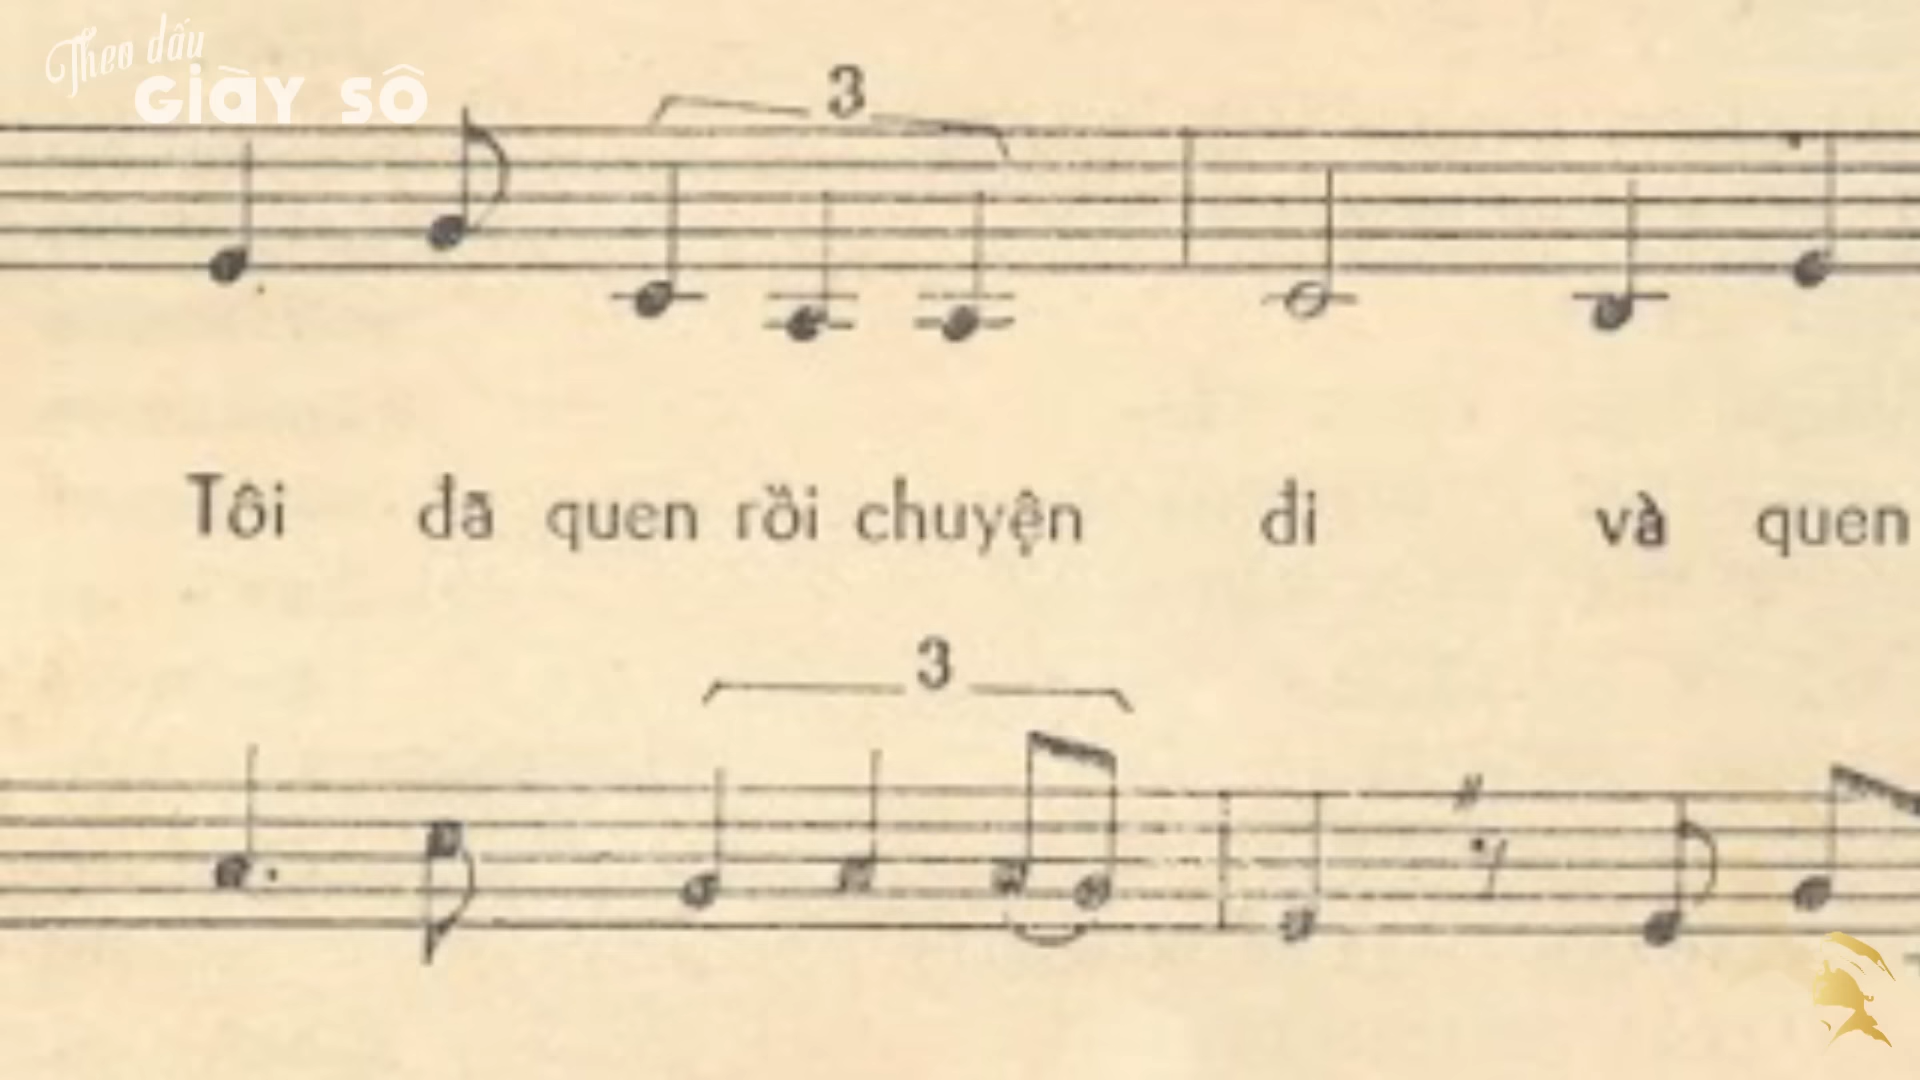 Theo dấu
GIÀY SÔ
3
Tôi đã quen rồi chuyện đi và quen
3